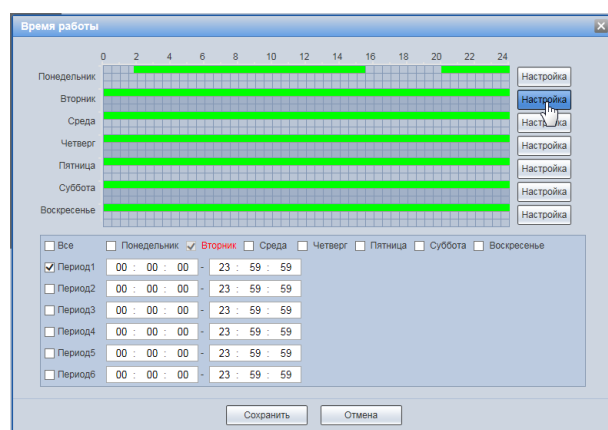 Время работы
0 2 4 6 8 10 12 14 16 18 20 22 24
Понедельник Настройка
Вторник Настройка
Среда Настройка
Четверг Настройка
Пятница Настройка
Суббота Настройка
Воскресенье Настройка
Все Понедельник Вторник Среда Четверг Пятница Суббота Воскресенье
Период1 00 : 00 : 00 - 23 : 59 : 59
Период2 00 : 00 : 00 - 23 : 59 : 59
Период3 00 : 00 : 00 - 23 : 59 : 59
Период4 00 : 00 : 00 - 23 : 59 : 59
Период5 00 : 00 : 00 - 23 : 59 : 59
Период6 00 : 00 : 00 - 23 : 59 : 59
Сохранить Отмена